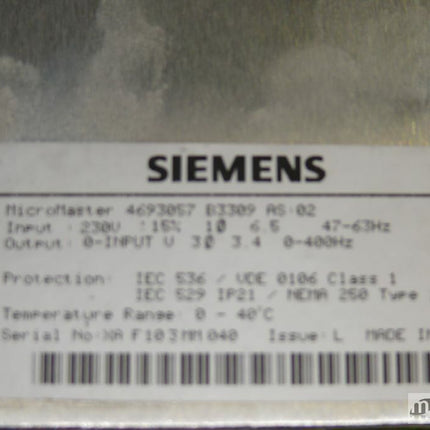 SIEMENS
MicroMaster 4693057 B3309 AS:02
Input : 230V ±15% 1Ø 6.5 47-63Hz
Output: 0-INPUT V 3Ø 3.4 0-400Hz
Protection: IEC 536 / VDE 0106 Class 1
IEC 529 IP21 / NEMA 250 Type
Temperature Range: 0 - 40°C
Serial No: F103MM040 Issue: L MADE IN